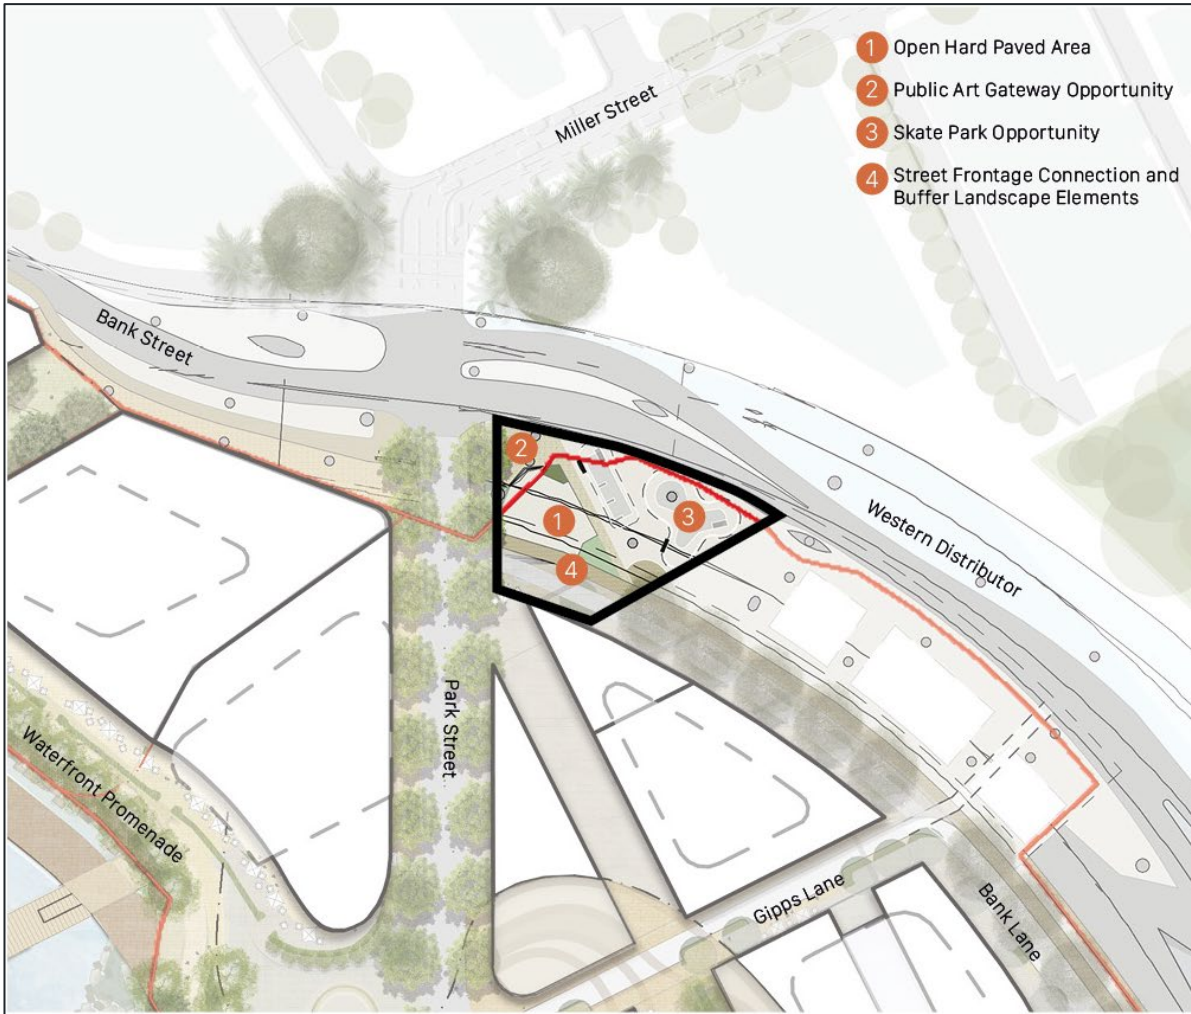 1 Open Hard Paved Area
2 Public Art Gateway Opportunity
3 Skate Park Opportunity
4 Street Frontage Connection and
Buffer Landscape Elements
Miller Street
Bank Street
2
1
3
4
Western Distributor
Park Street
Waterfront Promenade
Gipps Lane
Bank Lane